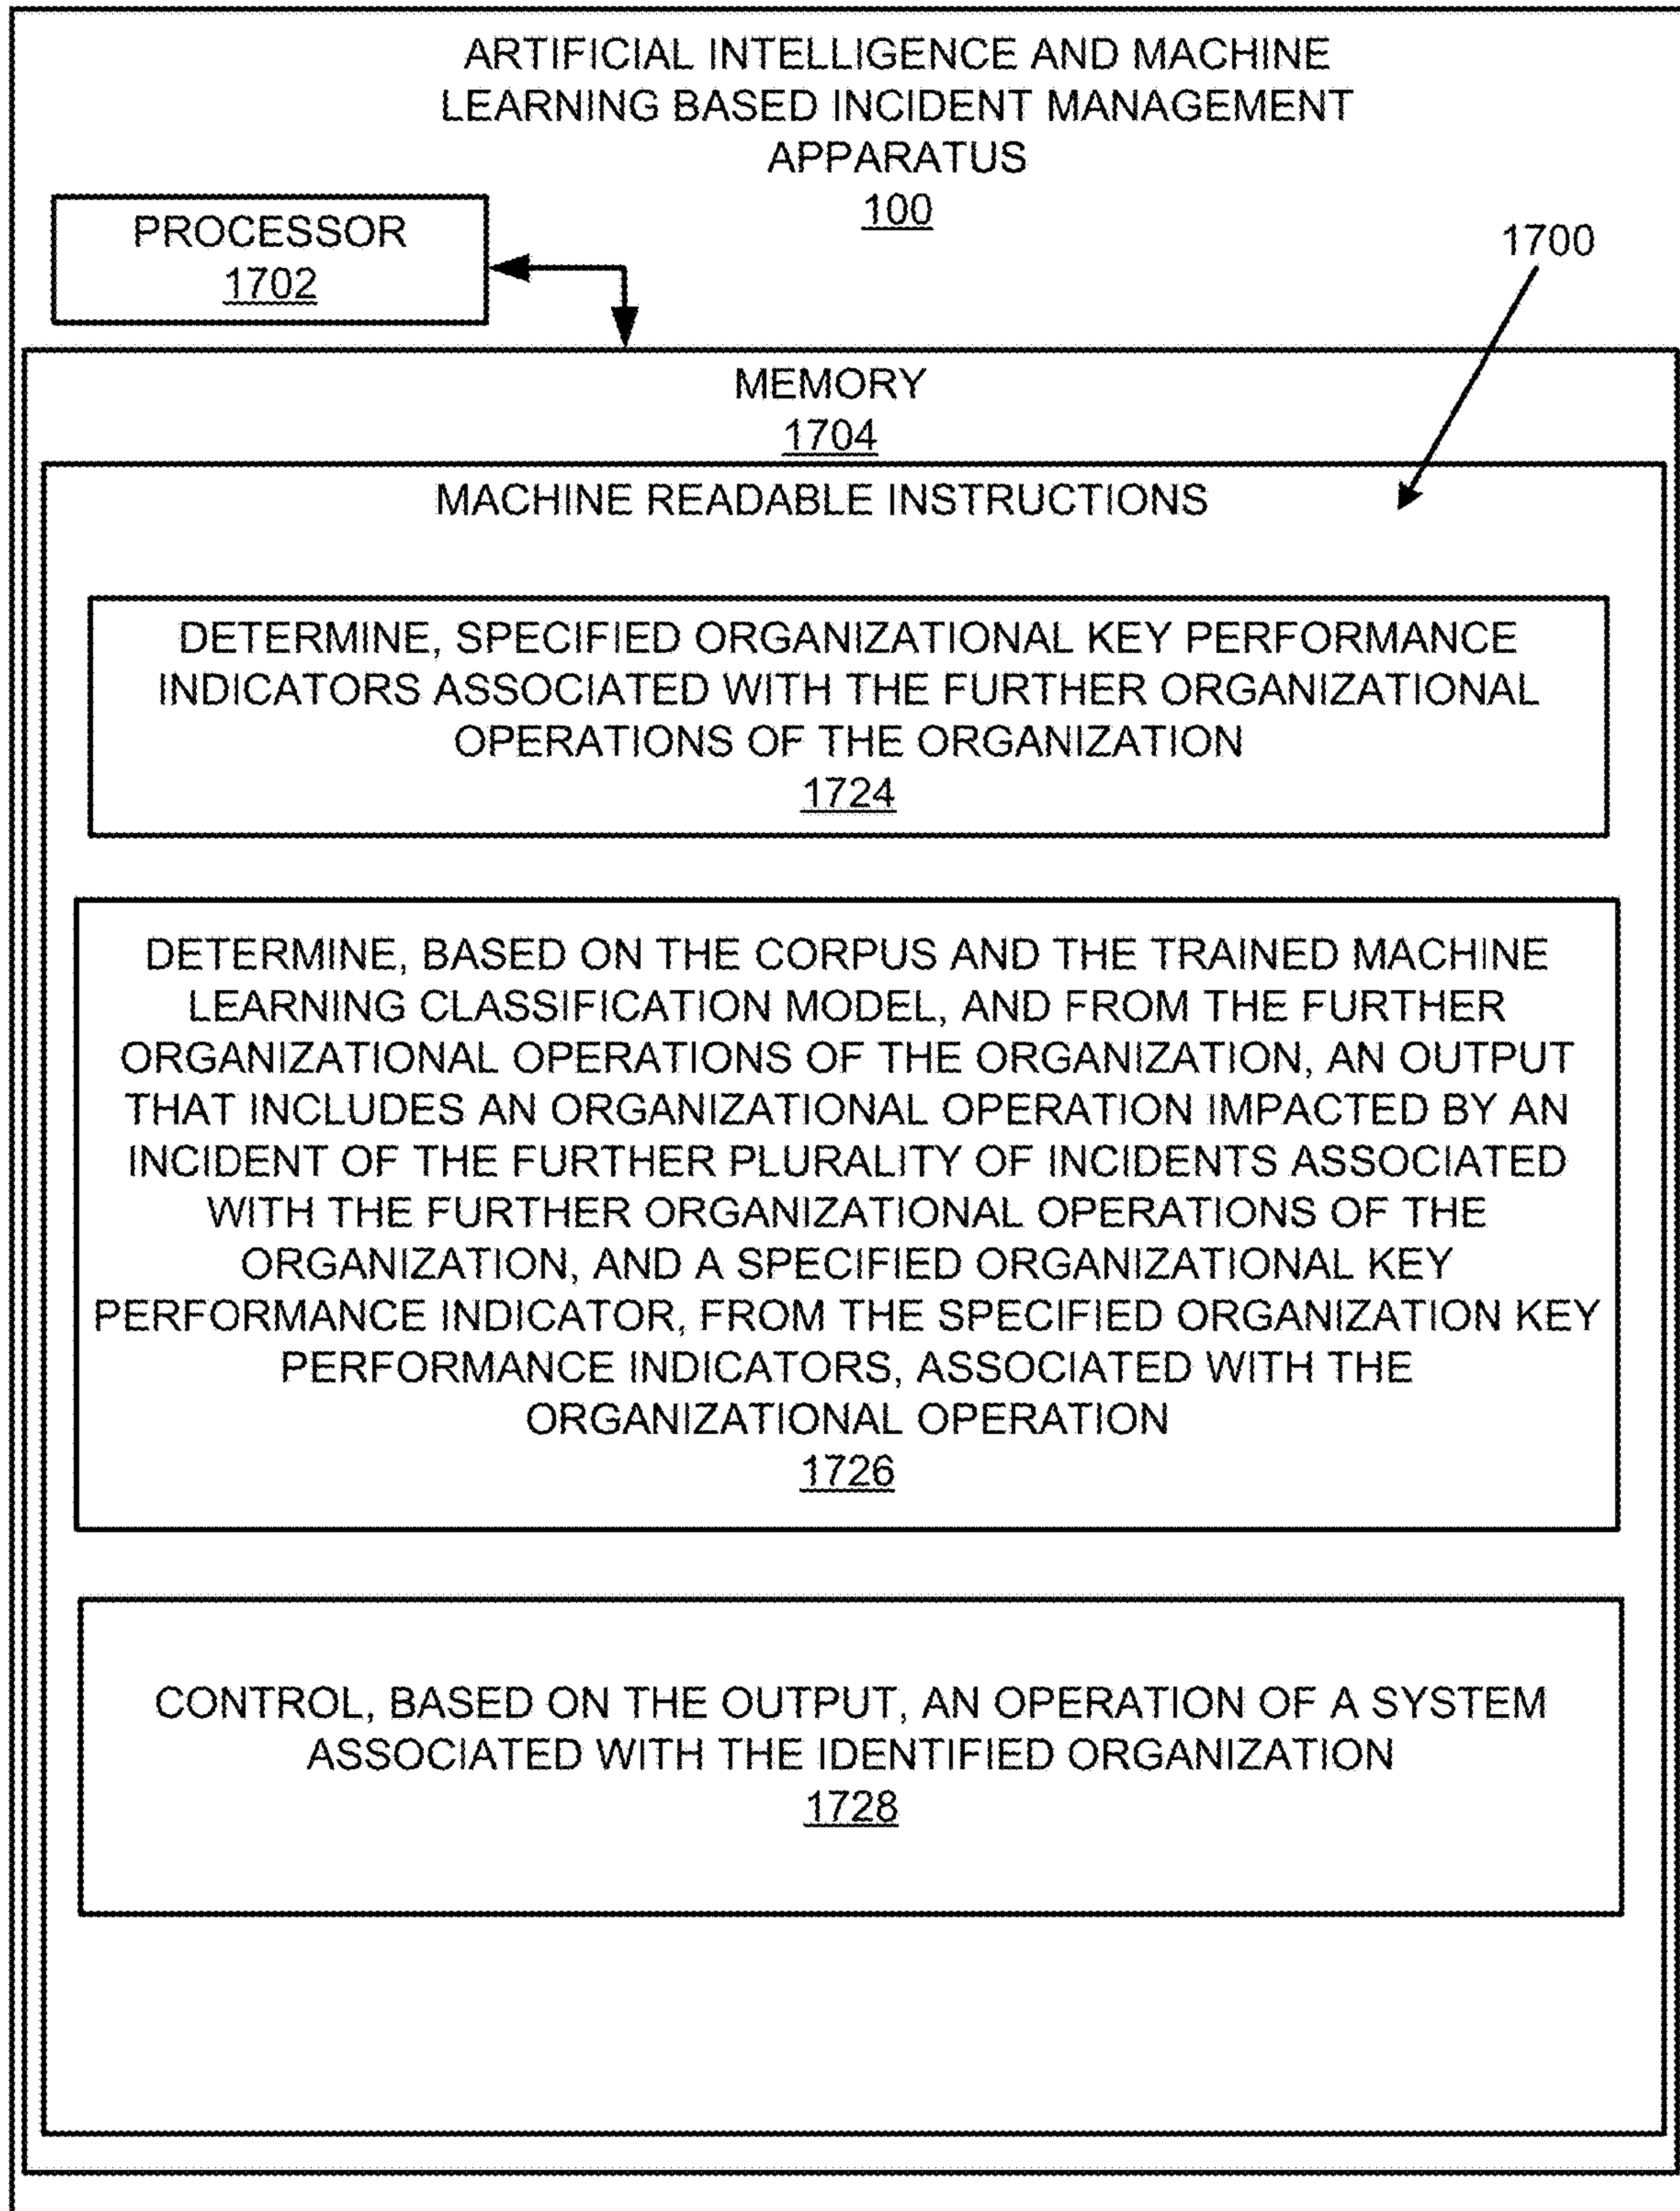 ARTIFICIAL INTELLIGENCE AND MACHINE
LEARNING BASED INCIDENT MANAGEMENT
APPARATUS
100
PROCESSOR
1702
1700
MEMORY
1704
MACHINE READABLE INSTRUCTIONS
DETERMINE, SPECIFIED ORGANIZATIONAL KEY PERFORMANCE
INDICATORS ASSOCIATED WITH THE FURTHER ORGANIZATIONAL
OPERATIONS OF THE ORGANIZATION
1724
DETERMINE, BASED ON THE CORPUS AND THE TRAINED MACHINE
LEARNING CLASSIFICATION MODEL, AND FROM THE FURTHER
ORGANIZATIONAL OPERATIONS OF THE ORGANIZATION, AN OUTPUT
THAT INCLUDES AN ORGANIZATIONAL OPERATION IMPACTED BY AN
INCIDENT OF THE FURTHER PLURALITY OF INCIDENTS ASSOCIATED
WITH THE FURTHER ORGANIZATIONAL OPERATIONS OF THE
ORGANIZATION, AND A SPECIFIED ORGANIZATIONAL KEY
PERFORMANCE INDICATOR, FROM THE SPECIFIED ORGANIZATION KEY
PERFORMANCE INDICATORS, ASSOCIATED WITH THE
ORGANIZATIONAL OPERATION
1726
CONTROL, BASED ON THE OUTPUT, AN OPERATION OF A SYSTEM
ASSOCIATED WITH THE IDENTIFIED ORGANIZATION
1728